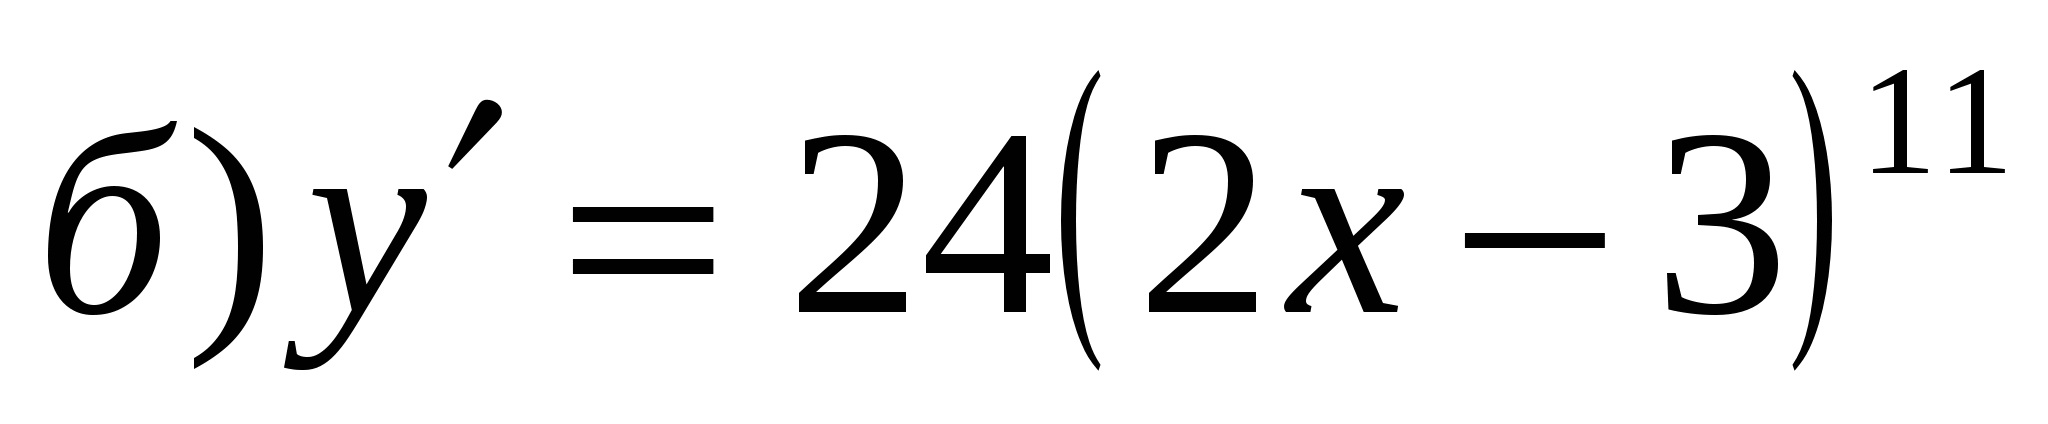 б) y′ = 24(2x − 3)¹¹